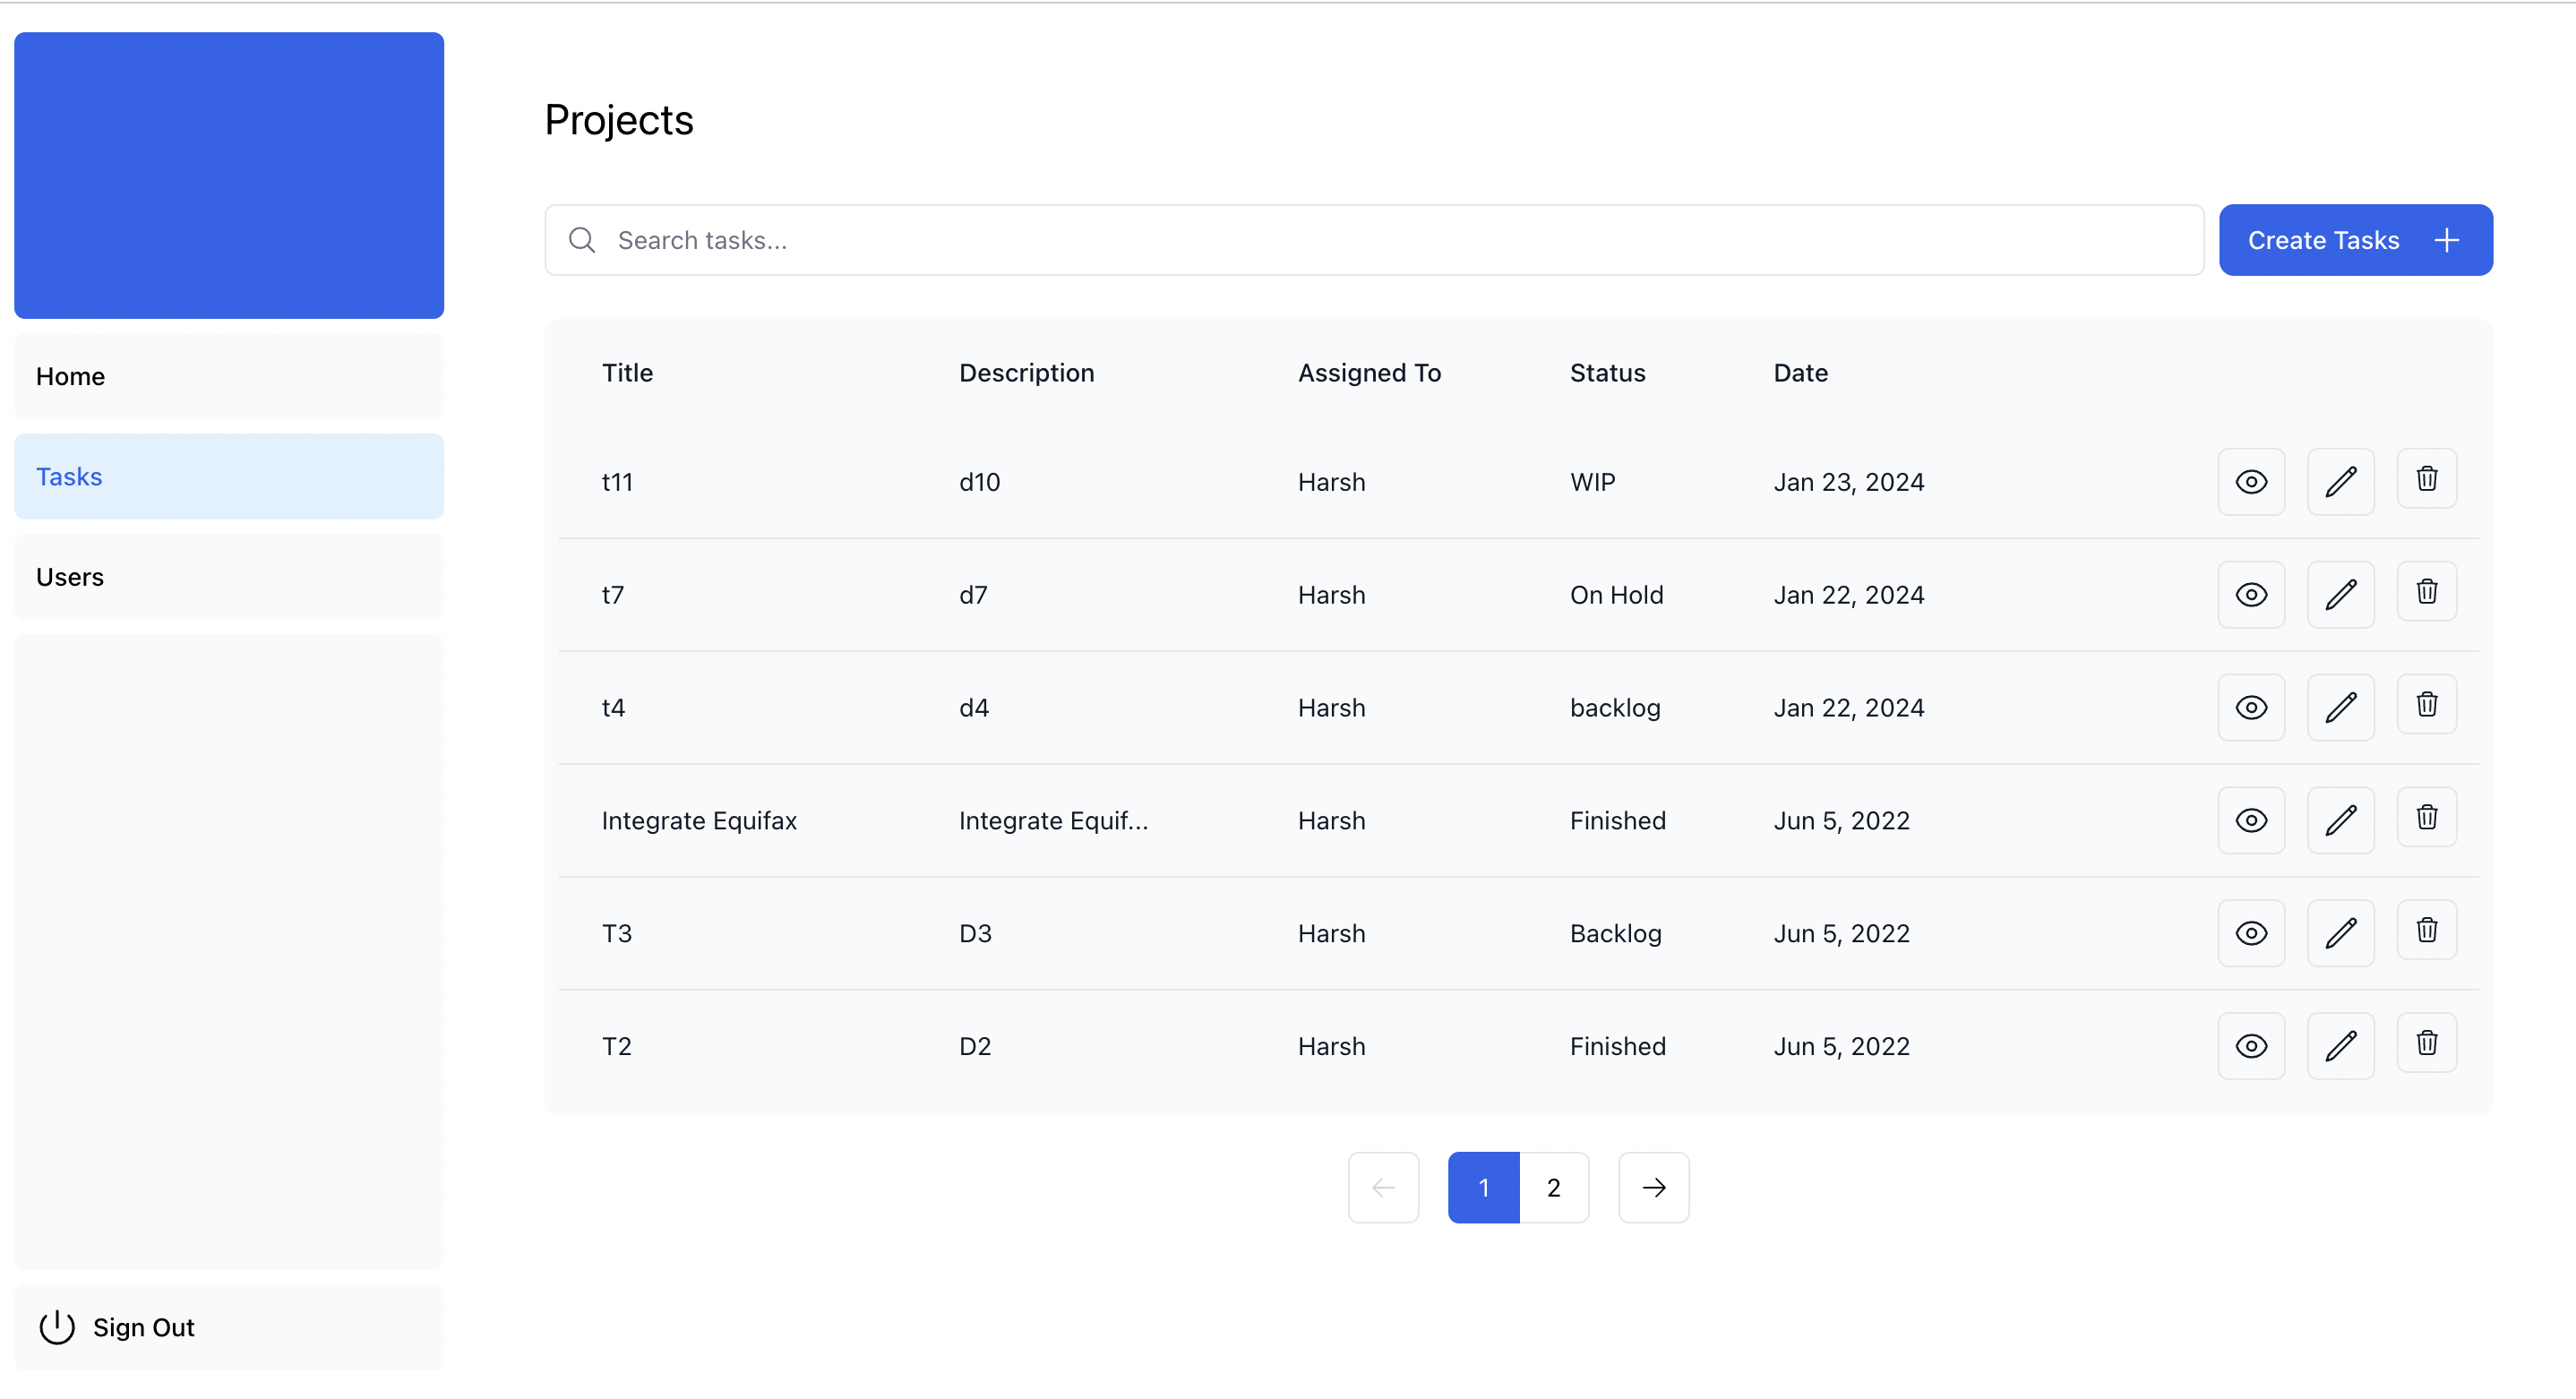 Projects
Search tasks...
Create Tasks
Home
Tasks
Users
Sign Out
Title Description Assigned To Status Date
t11 d10 Harsh WIP Jan 23, 2024
t7 d7 Harsh On Hold Jan 22, 2024
t4 d4 Harsh backlog Jan 22, 2024
Integrate Equifax Integrate Equif... Harsh Finished Jun 5, 2022
T3 D3 Harsh Backlog Jun 5, 2022
T2 D2 Harsh Finished Jun 5, 2022
1 2